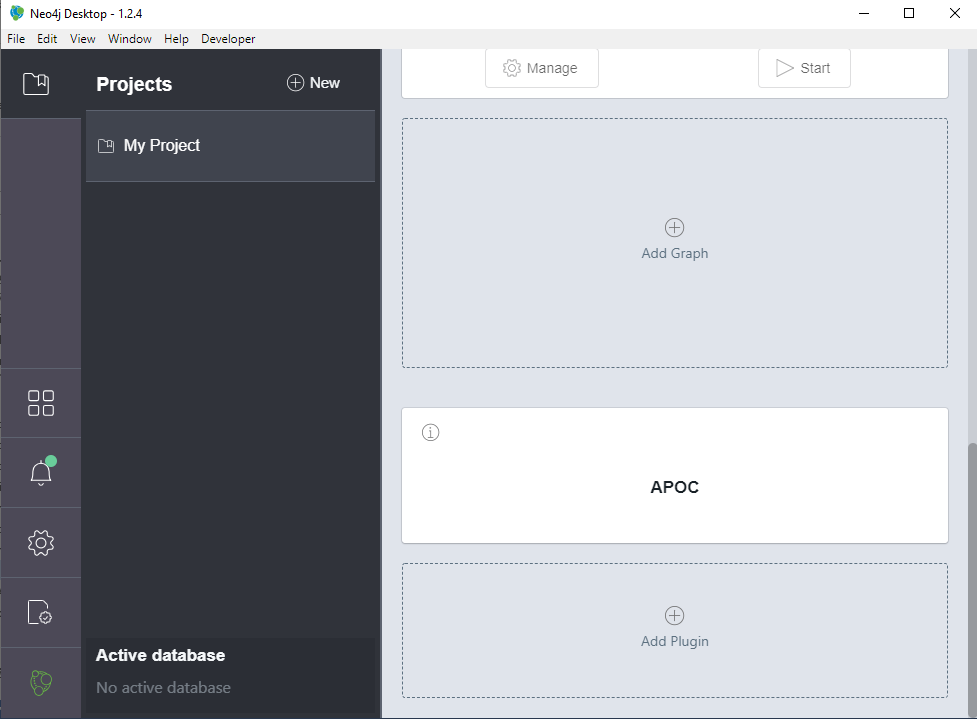 Neo4j Desktop - 1.2.4
File Edit View Window Help Developer
Projects
New
My Project
Active database
No active database
Manage
Start
Add Graph
APOC
Add Plugin